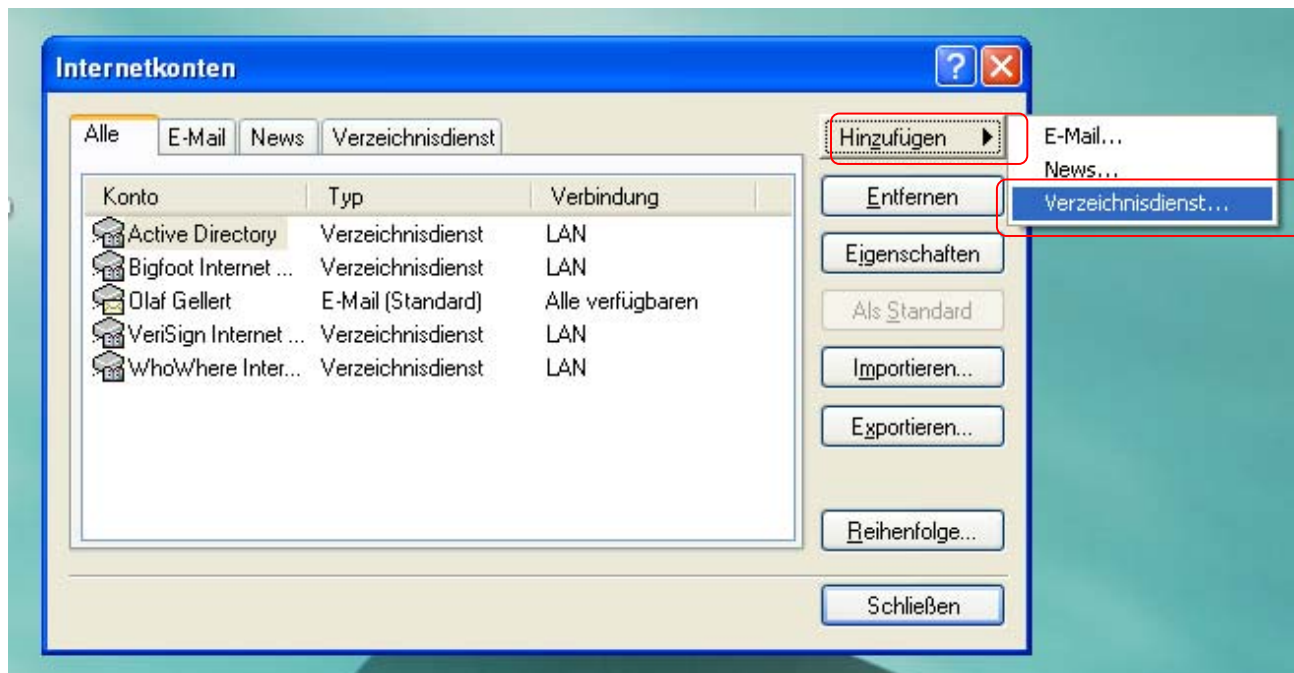 Internetkonten
Alle E-Mail News Verzeichnisdienst
Konto Typ Verbindung
Active Directory Verzeichnisdienst LAN
Bigfoot Internet ... Verzeichnisdienst LAN
Olaf Gellert E-Mail (Standard) Alle verfügbaren
VeriSign Internet ... Verzeichnisdienst LAN
WhoWhere Inter... Verzeichnisdienst LAN
Hinzufügen
E-Mail...
News...
Verzeichnisdienst...
Entfernen
Eigenschaften
Als Standard
Importieren...
Exportieren...
Reihenfolge...
Schließen